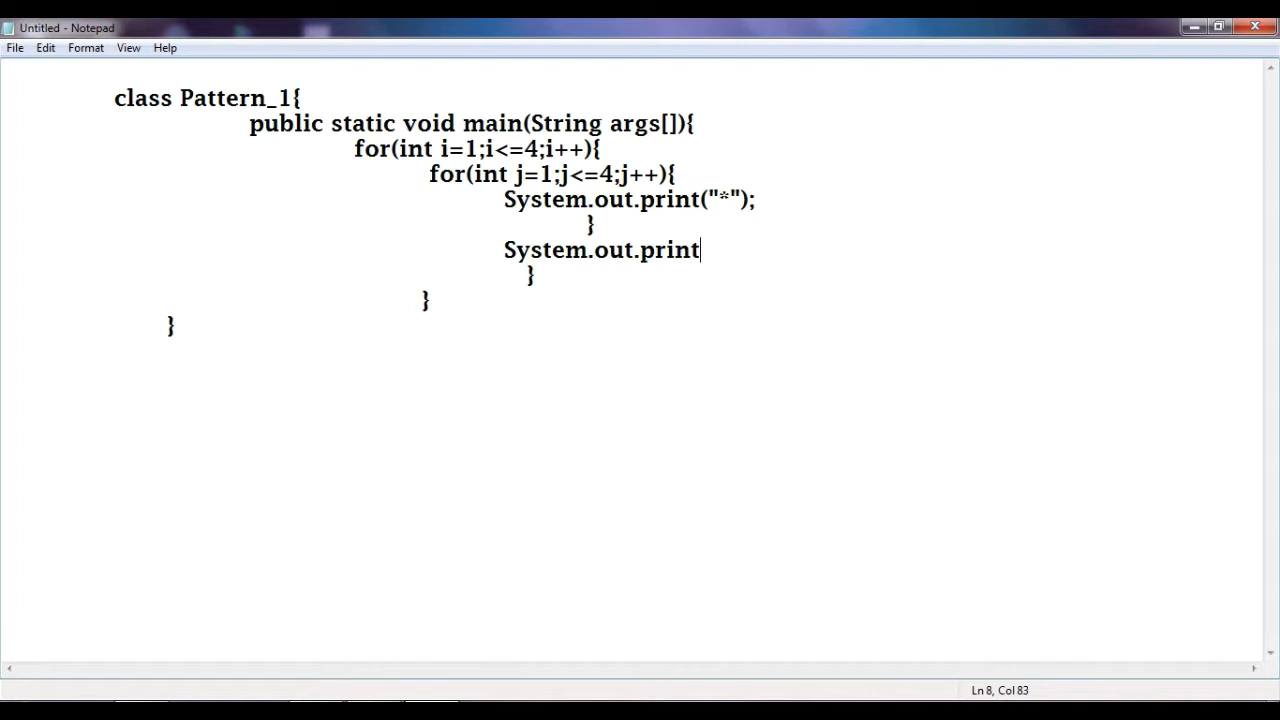 Untitled - Notepad
File Edit Format View Help
class Pattern_1{
public static void main(String args[]){
for(int i=1;i<=4;i++){
for(int j=1;j<=4;j++){
System.out.print("*");
}
System.out.print
}
}
}
Ln 8, Col 83